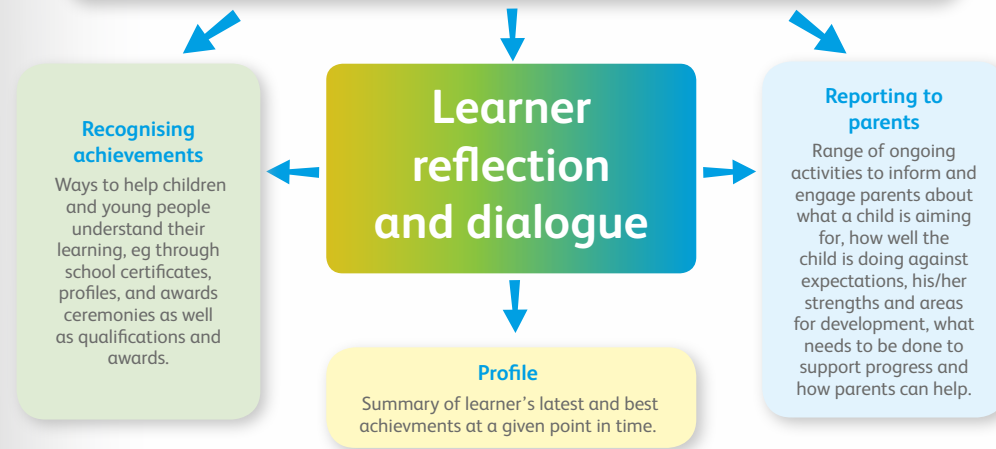 Recognising
achievements
Ways to help children
and young people
understand their
learning, eg through
school certificates,
profiles, and awards
ceremonies as well
as qualifications and
awards.
Learner
reflection
and dialogue
Reporting to
parents
Range of ongoing
activities to inform and
engage parents about
what a child is aiming
for, how well the
child is doing against
expectations, his/her
strengths and areas
for development, what
needs to be done to
support progress and
how parents can help.
Profile
Summary of learner’s latest and best
achievments at a given point in time.